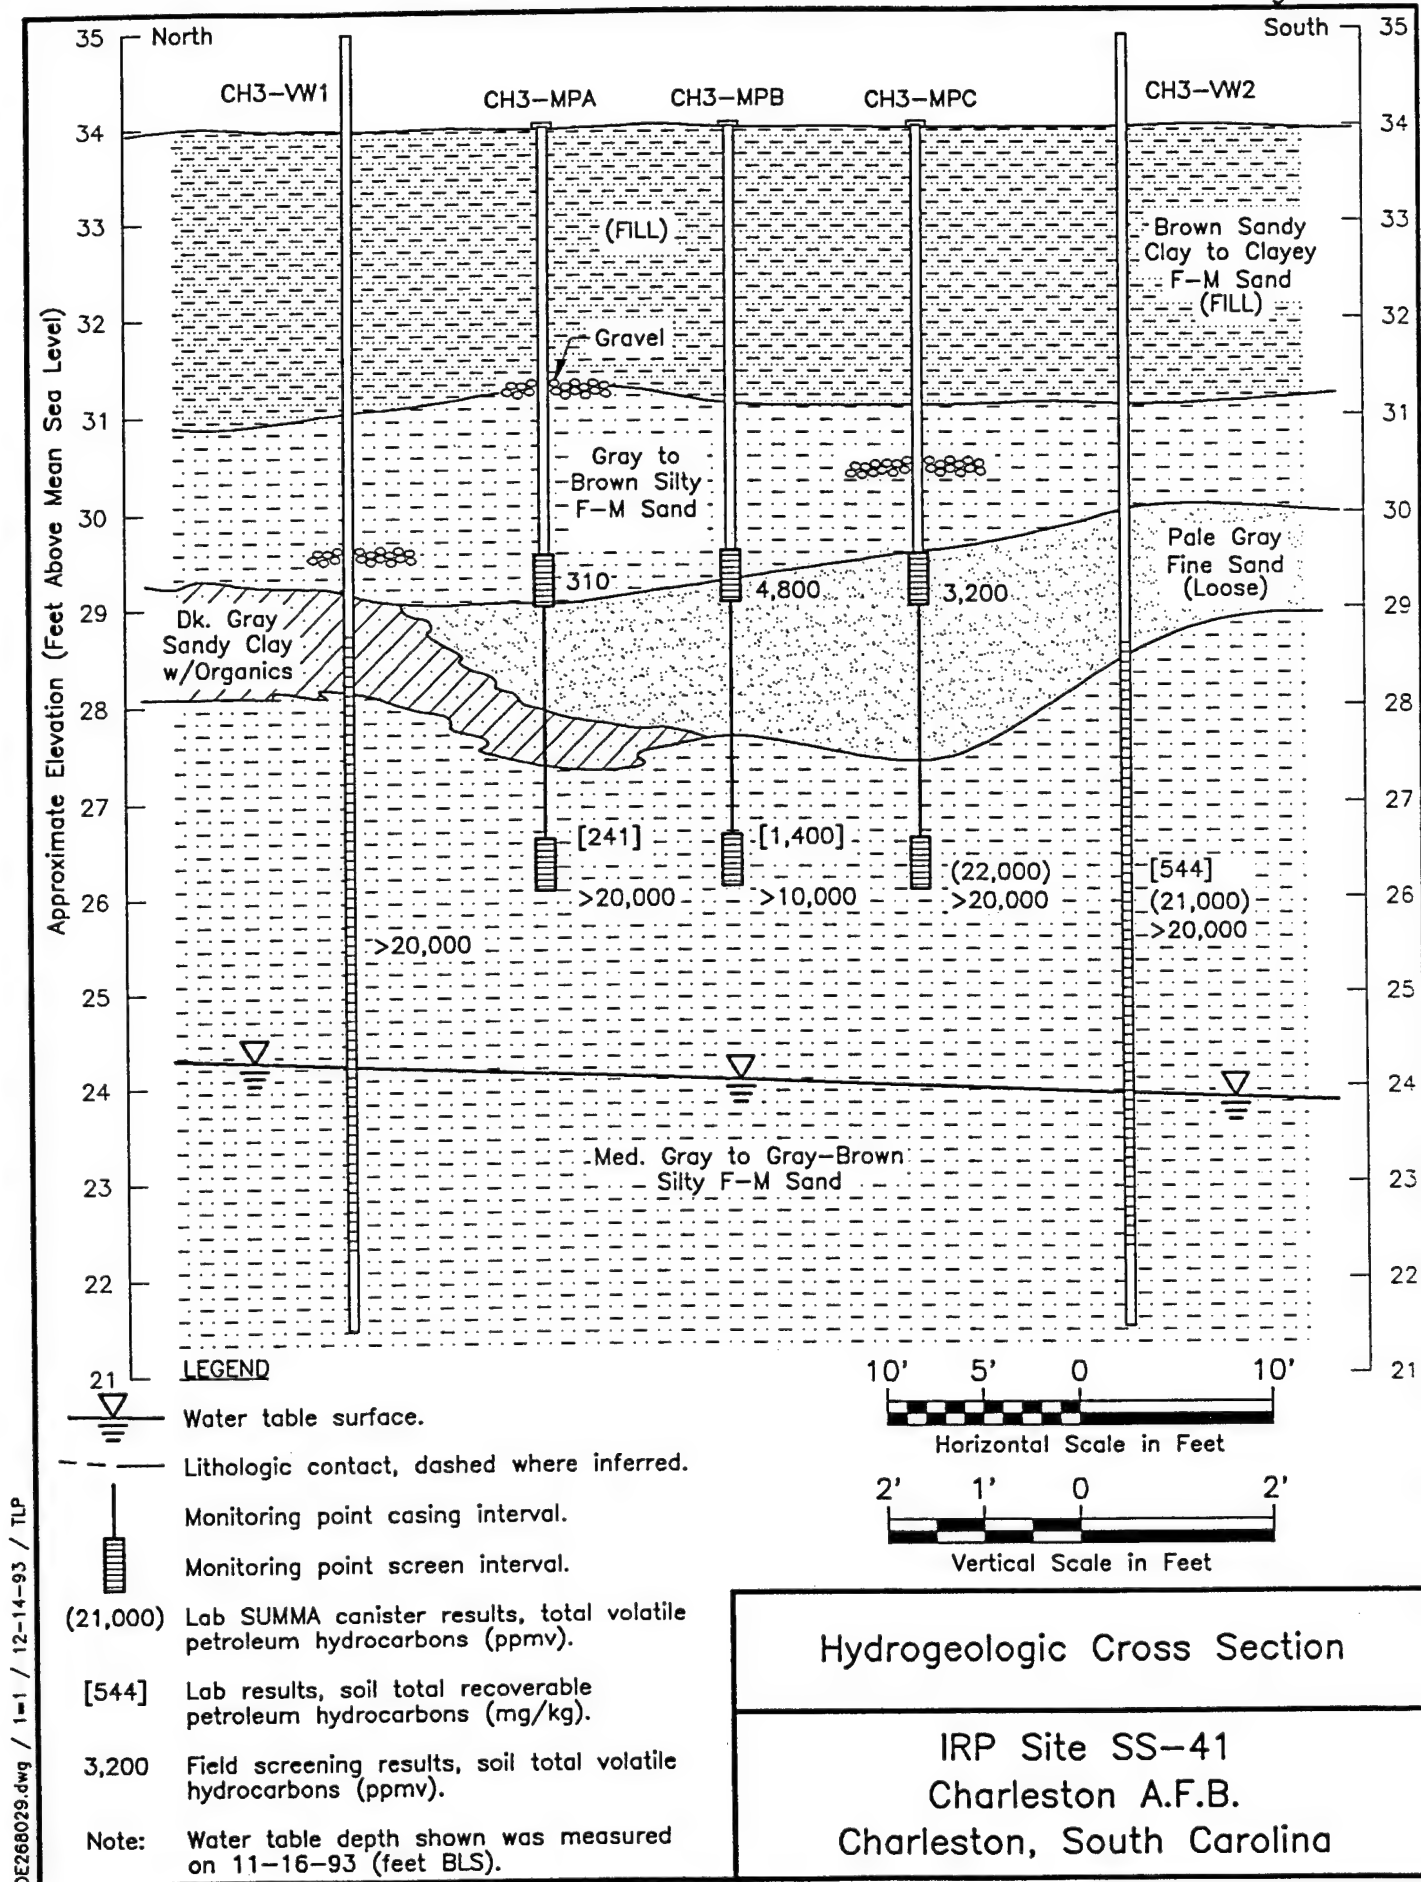 North
South
35
35
CH3-VW1
CH3-MPA
CH3-MPB
CH3-MPC
CH3-VW2
34
34
33
33
(FILL)
Brown Sandy
Clay to Clayey
F-M Sand
(FILL)
32
32
Gravel
31
31
Gray to
Brown Silty
F-M Sand
30
30
Pale Gray
Fine Sand
(Loose)
310
4,800
3,200
29
29
Dk. Gray
Sandy Clay
w/Organics
28
28
27
27
[241]
[1,400]
(22,000)
[544]
>20,000
>10,000
>20,000
(21,000)
26
26
>20,000
>20,000
25
25
24
24
Med. Gray to Gray-Brown
Silty F-M Sand
23
23
22
22
21
21
Approximate Elevation (Feet Above Mean Sea Level)
LEGEND
Water table surface.
Lithologic contact, dashed where inferred.
Monitoring point casing interval.
Monitoring point screen interval.
(21,000) Lab SUMMA canister results, total volatile
petroleum hydrocarbons (ppmv).
[544] Lab results, soil total recoverable
petroleum hydrocarbons (mg/kg).
3,200 Field screening results, soil total volatile
hydrocarbons (ppmv).
Note: Water table depth shown was measured
on 11-16-93 (feet BLS).
10' 5' 0 10'
Horizontal Scale in Feet
2' 1' 0 2'
Vertical Scale in Feet
Hydrogeologic Cross Section
IRP Site SS-41
Charleston A.F.B.
Charleston, South Carolina
DE268029.dwg / 1=1 / 12-14-93 / TLP